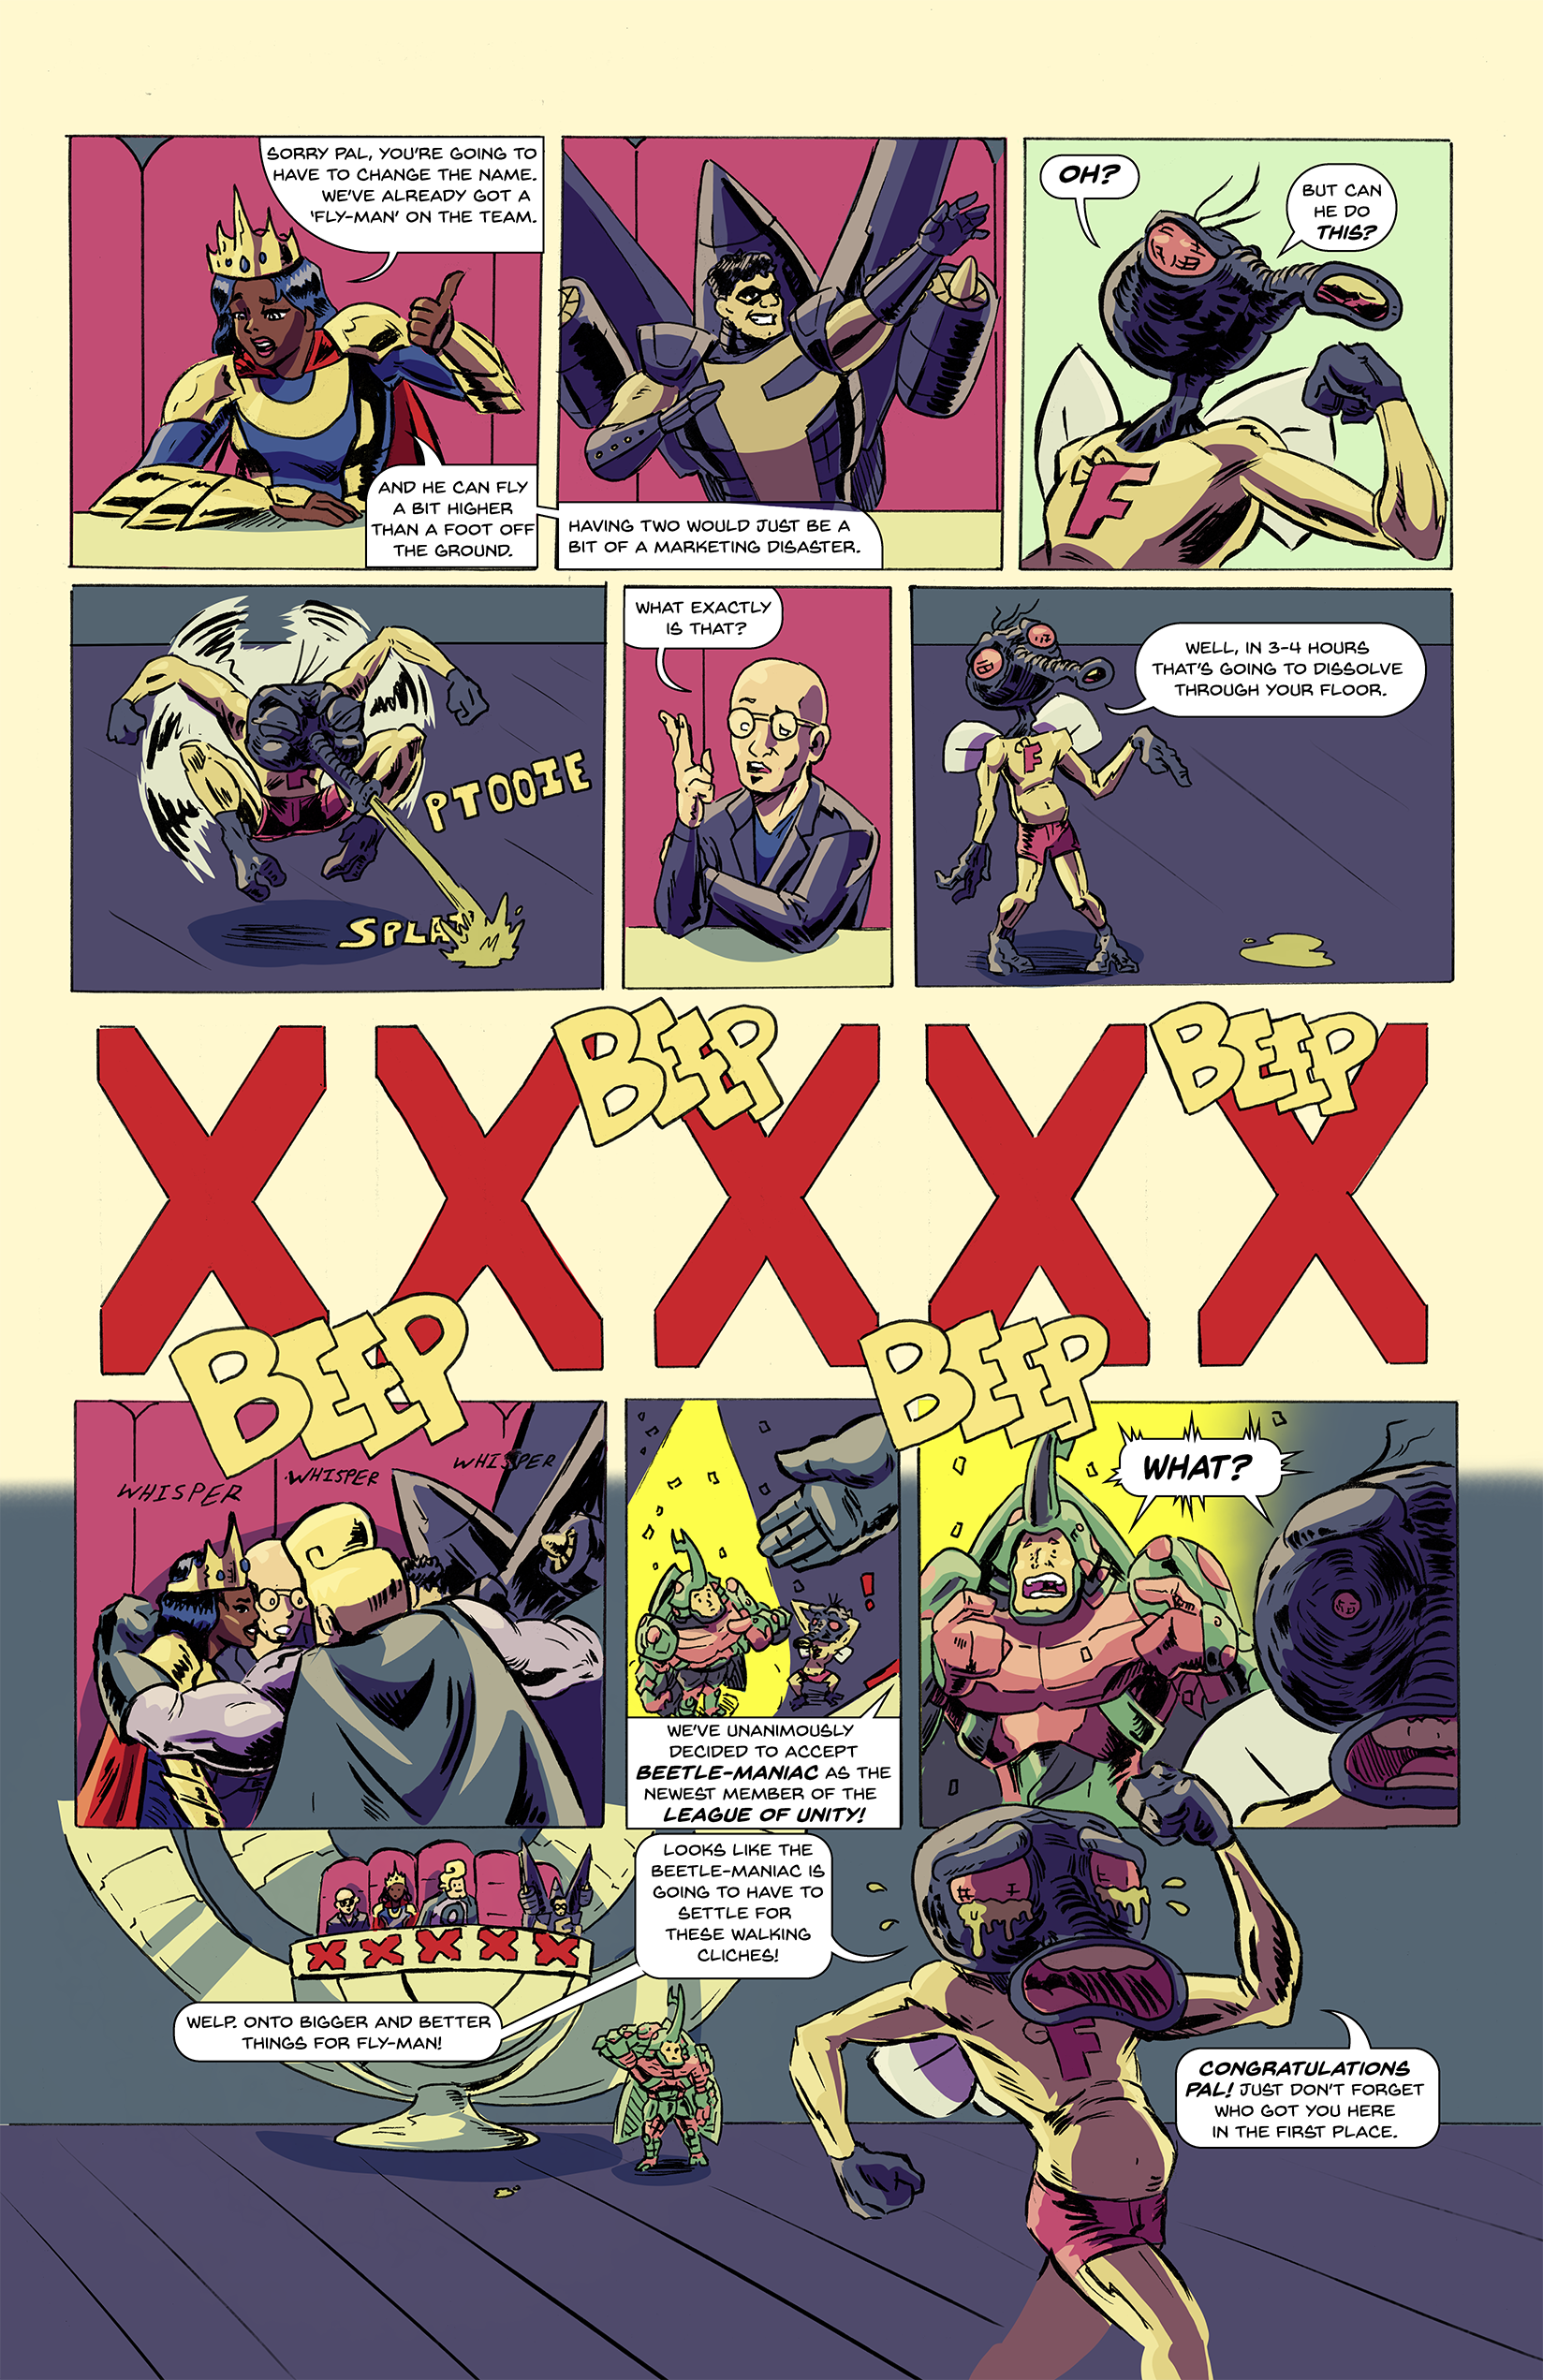 SORRY PAL, YOU'RE GOING TO
HAVE TO CHANGE THE NAME.
WE'VE ALREADY GOT A
'FLY-MAN' ON THE TEAM.
AND HE CAN FLY
A BIT HIGHER
THAN A FOOT OFF
THE GROUND.
HAVING TWO WOULD JUST BE A
BIT OF A MARKETING DISASTER.
F
OH?
BUT CAN
HE DO
THIS?
F
F
PTOOIE
SPLAT
WHAT EXACTLY
IS THAT?
WELL, IN 3-4 HOURS
THAT'S GOING TO DISSOLVE
THROUGH YOUR FLOOR.
F
X X X X X
BEEP
BEEP
BEEP
BEEP
WHISPER
WHISPER
WHISPER
!
WE'VE UNANIMOUSLY
DECIDED TO ACCEPT
BEETLE-MANIAC AS THE
NEWEST MEMBER OF THE
LEAGUE OF UNITY!
WHAT?
LOOKS LIKE THE
BEETLE-MANIAC IS
GOING TO HAVE TO
SETTLE FOR
THESE WALKING
CLICHES!
X X X X X
WELP. ONTO BIGGER AND BETTER
THINGS FOR FLY-MAN!
F
CONGRATULATIONS
PAL! JUST DON'T FORGET
WHO GOT YOU HERE
IN THE FIRST PLACE.